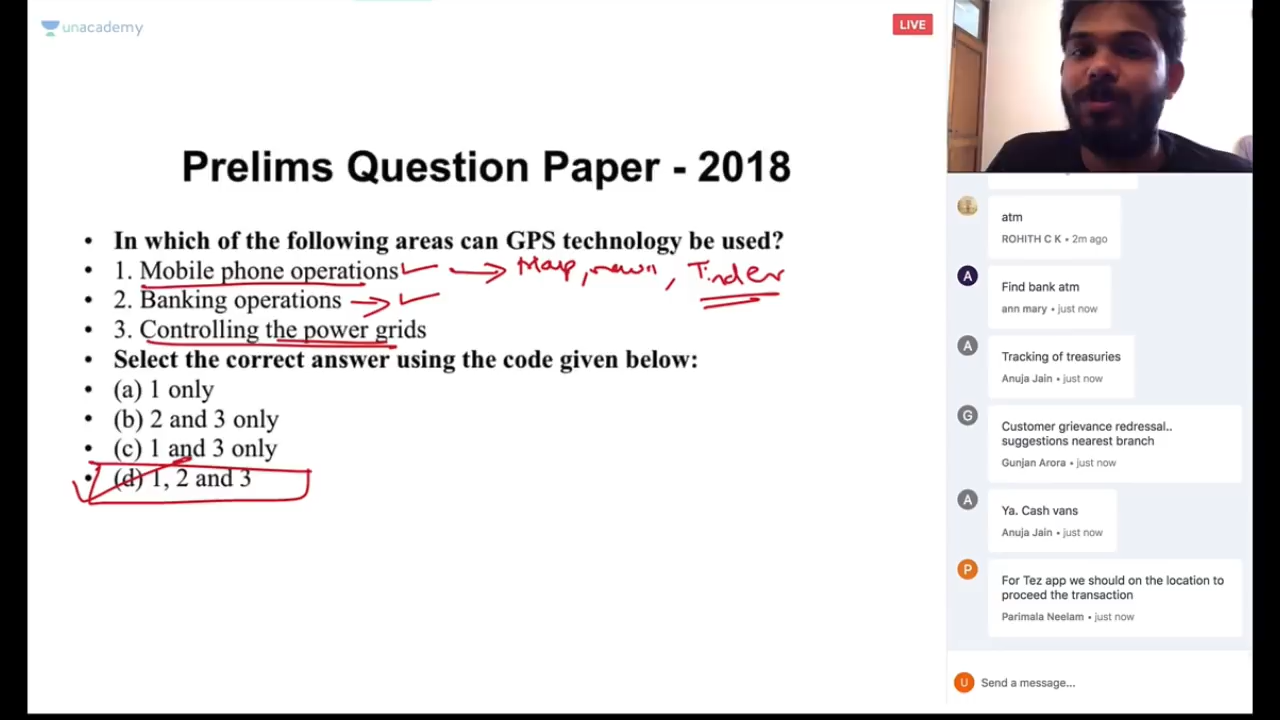 unacademy
LIVE
Prelims Question Paper - 2018
• In which of the following areas can GPS technology be used?
• 1. Mobile phone operations → Map, news, Tinder
• 2. Banking operations →
• 3. Controlling the power grids
• Select the correct answer using the code given below:
• (a) 1 only
• (b) 2 and 3 only
• (c) 1 and 3 only
• (d) 1, 2 and 3
atm
ROHITH C K • 2m ago
A
Find bank atm
ann mary • just now
A
Tracking of treasuries
Anuja Jain • just now
G
Customer grievance redressal..
suggestions nearest branch
Gunjan Arora • just now
A
Ya. Cash vans
Anuja Jain • just now
P
For Tez app we should on the location to
proceed the transaction
Parimala Neelam • just now
U
Send a message...